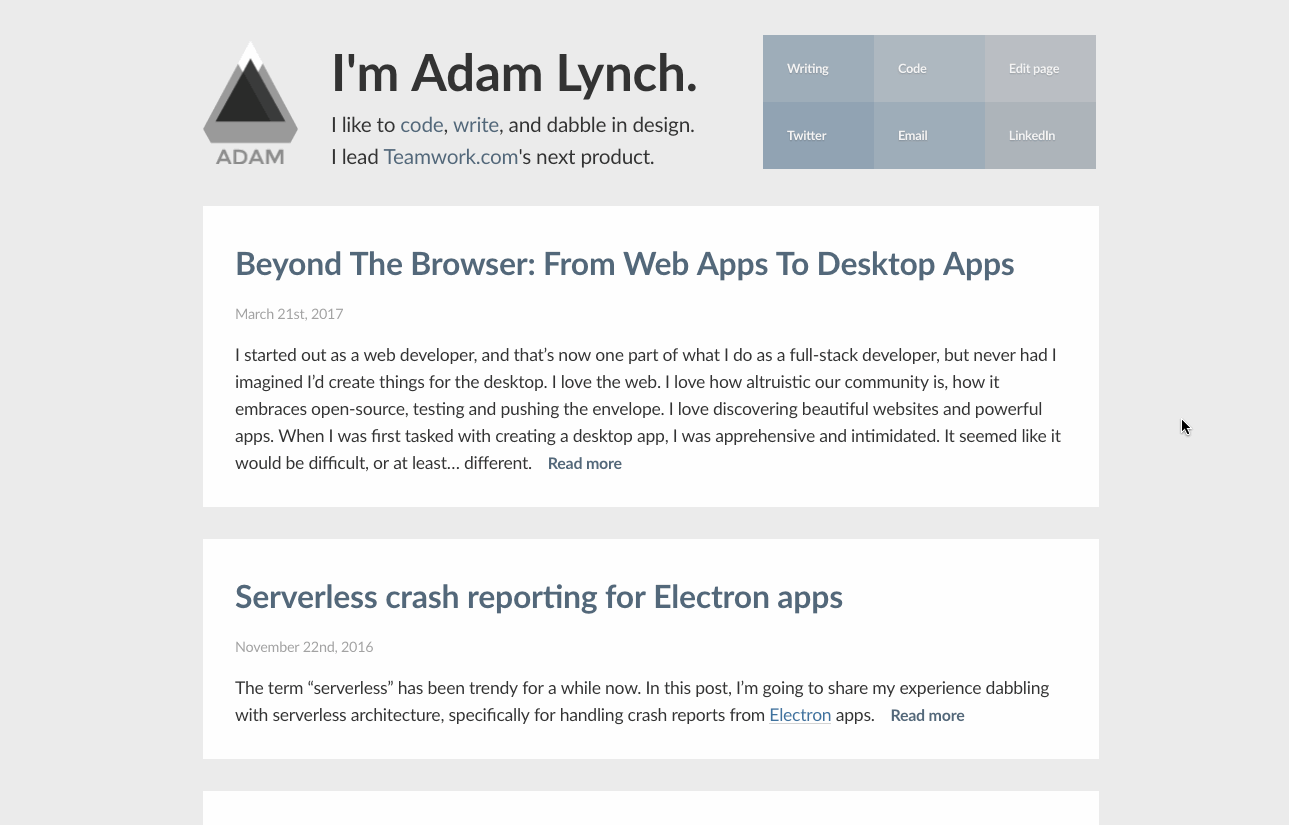 ADAM
I'm Adam Lynch.
I like to code, write, and dabble in design.
I lead Teamwork.com's next product.
Writing
Code
Edit page
Twitter
Email
LinkedIn
Beyond The Browser: From Web Apps To Desktop Apps
March 21st, 2017
I started out as a web developer, and that’s now one part of what I do as a full-stack developer, but never had I
imagined I’d create things for the desktop. I love the web. I love how altruistic our community is, how it
embraces open-source, testing and pushing the envelope. I love discovering beautiful websites and powerful
apps. When I was first tasked with creating a desktop app, I was apprehensive and intimidated. It seemed like it
would be difficult, or at least… different. Read more
Serverless crash reporting for Electron apps
November 22nd, 2016
The term “serverless” has been trendy for a while now. In this post, I’m going to share my experience dabbling
with serverless architecture, specifically for handling crash reports from Electron apps. Read more